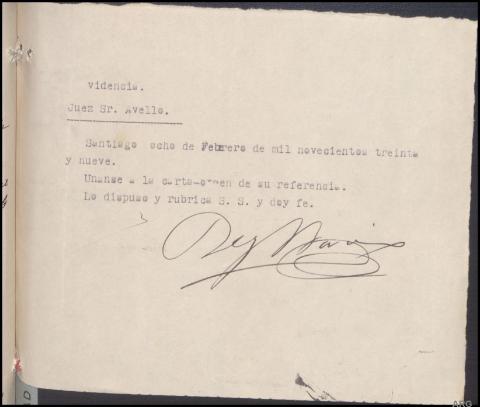 videncia.
Juez Sr. Avello.
Santiago ocho de Febrero de mil novecientos treinta
y nueve.
Unanse a la carta-orden de su referencia.
Lo dispuso y rubrica S. S. y doy fe.